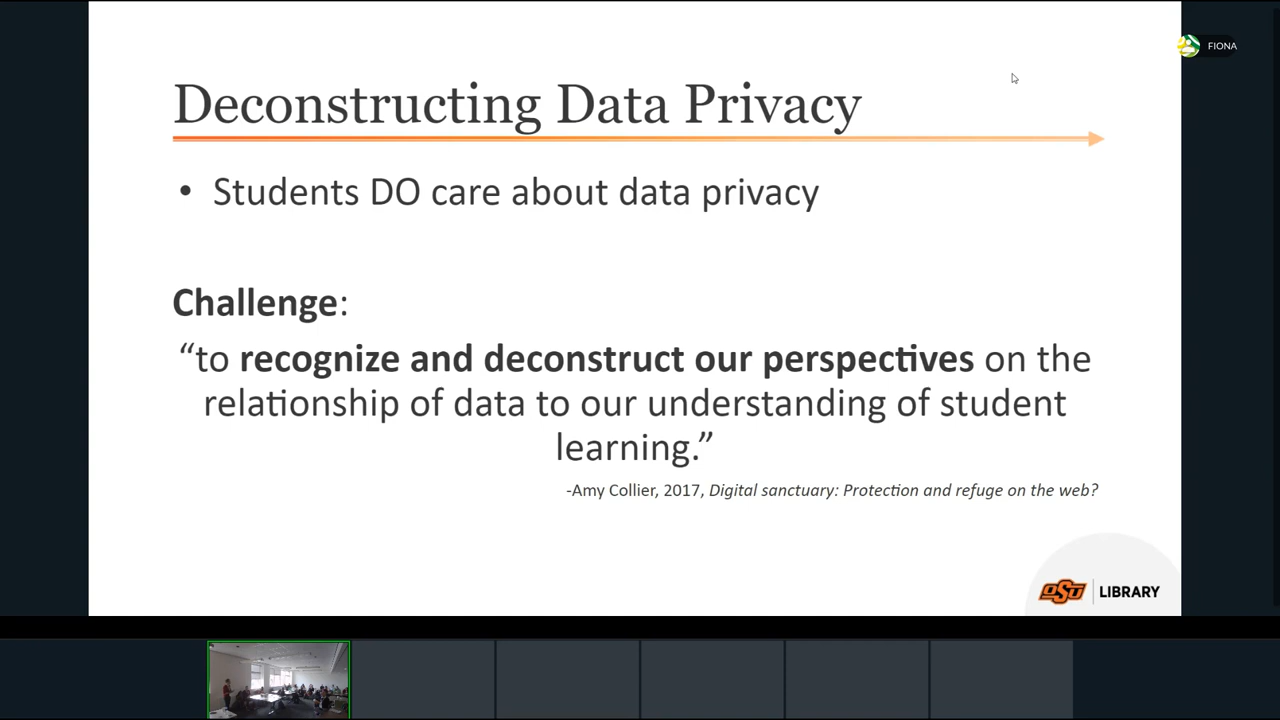 FIONA
Deconstructing Data Privacy
• Students DO care about data privacy
Challenge:
“to recognize and deconstruct our perspectives on the
relationship of data to our understanding of student
learning.”
-Amy Collier, 2017, Digital sanctuary: Protection and refuge on the web?
OSU LIBRARY